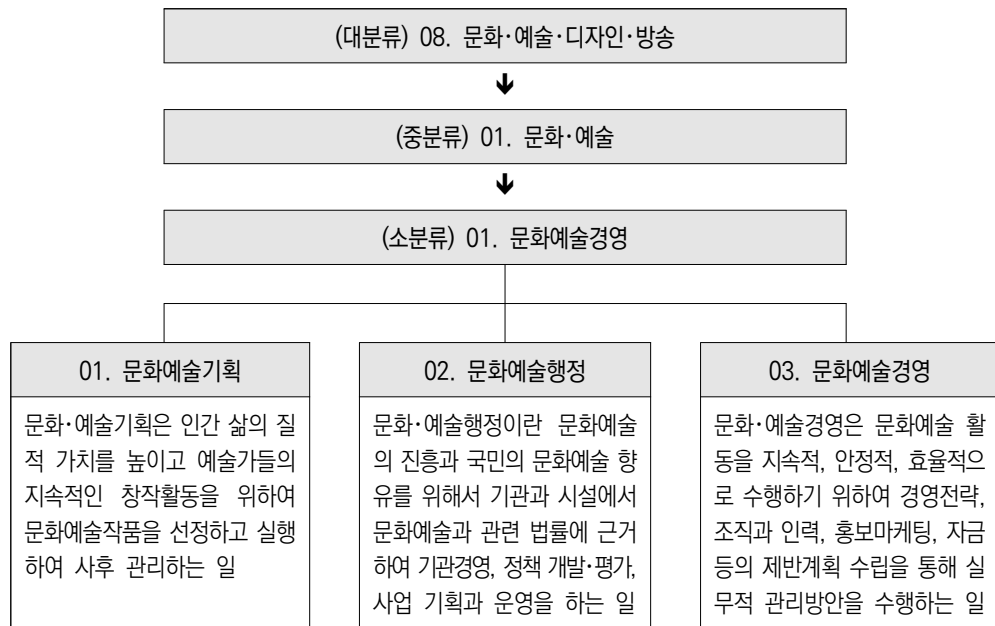 (대분류) 08. 문화·예술·디자인·방송
(중분류) 01. 문화·예술
(소분류) 01. 문화예술경영
01. 문화예술기획
문화·예술기획은 인간 삶의 질
적 가치를 높이고 예술가들의
지속적인 창작활동을 위하여
문화예술작품을 선정하고 실행
하여 사후 관리하는 일
02. 문화예술행정
문화·예술행정이란 문화예술
의 진흥과 국민의 문화예술 향
유를 위해서 기관과 시설에서
문화예술과 관련 법률에 근거
하여 기관경영, 정책 개발·평가,
사업 기획과 운영을 하는 일
03. 문화예술경영
문화·예술경영은 문화예술 활
동을 지속적, 안정적, 효율적으
로 수행하기 위하여 경영전략,
조직과 인력, 홍보마케팅, 자금
등의 제반계획 수립을 통해 실
무적 관리방안을 수행하는 일